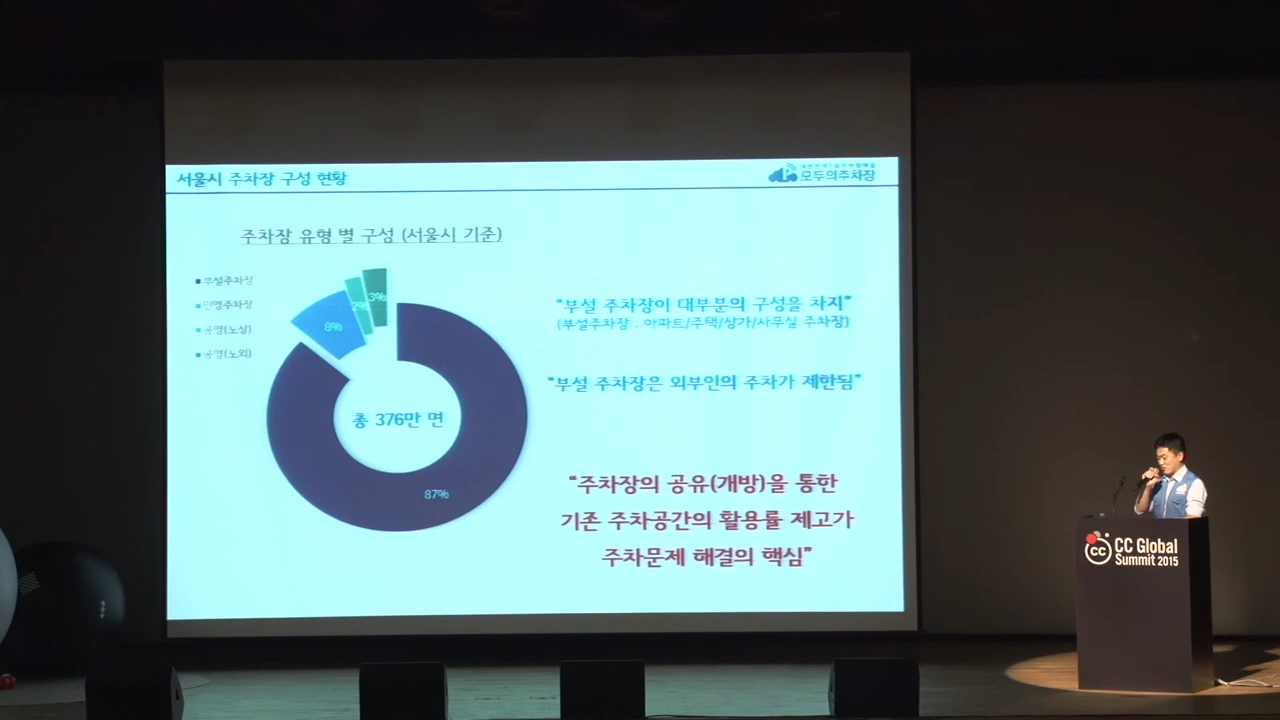 서울시 주차장 구성 현황
모두의주차장
주차장 유형 별 구성 (서울시 기준)
부설주차장
민영주차장
공영(노상)
공영(노외)
3%
2%
8%
총 376만 면
87%
"부설 주차장이 대부분의 구성을 차지"
(부설주차장 : 아파트/주택/상가/사무실 주차장)
"부설 주차장은 외부인의 주차가 제한됨"
"주차장의 공유(개방)을 통한
기존 주차공간의 활용률 제고가
주차문제 해결의 핵심"
CC Global
Summit 2015